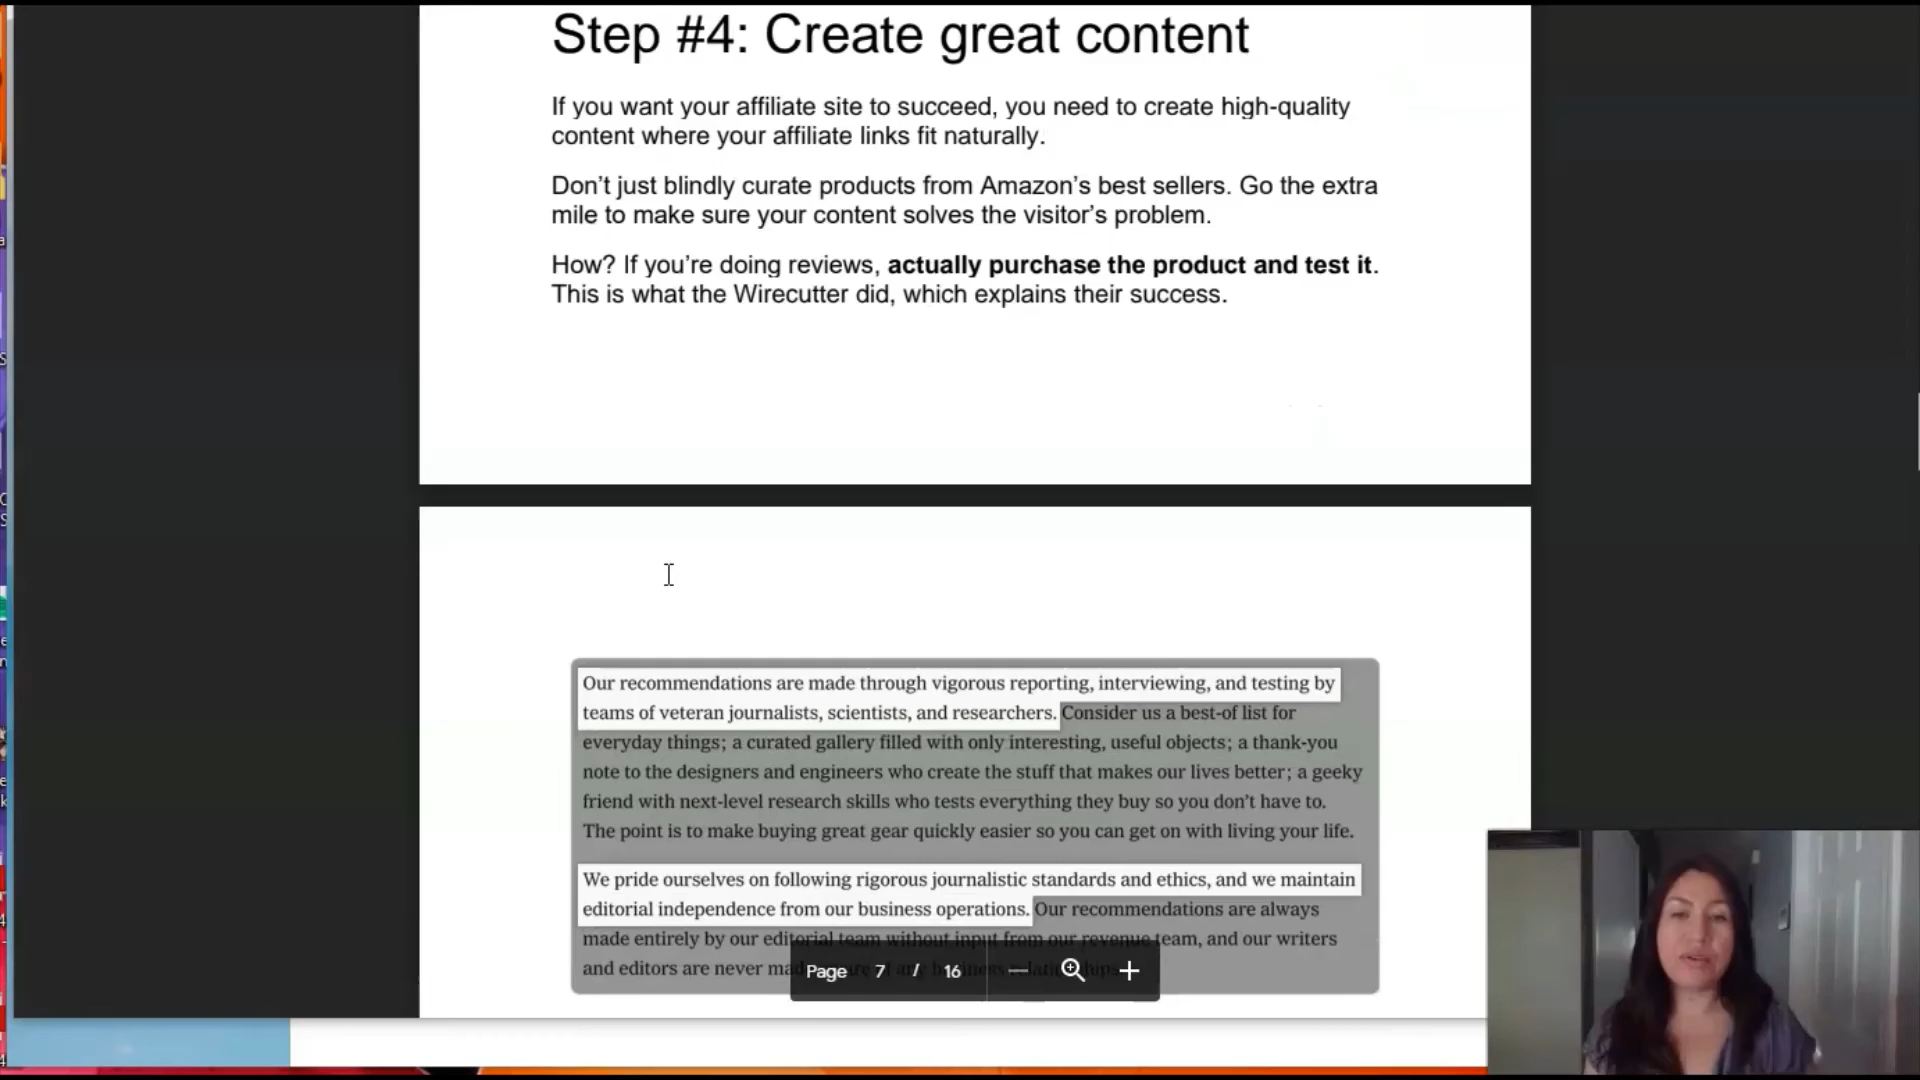 Step #4: Create great content
If you want your affiliate site to succeed, you need to create high-quality
content where your affiliate links fit naturally.
Don’t just blindly curate products from Amazon’s best sellers. Go the extra
mile to make sure your content solves the visitor’s problem.
How? If you’re doing reviews, actually purchase the product and test it.
This is what the Wirecutter did, which explains their success.
Our recommendations are made through vigorous reporting, interviewing, and testing by
teams of veteran journalists, scientists, and researchers. Consider us a best-of list for
everyday things; a curated gallery filled with only interesting, useful objects; a thank-you
note to the designers and engineers who create the stuff that makes our lives better; a geeky
friend with next-level research skills who tests everything they buy so you don’t have to.
The point is to make buying great gear quickly easier so you can get on with living your life.
We pride ourselves on following rigorous journalistic standards and ethics, and we maintain
editorial independence from our business operations. Our recommendations are always
made entirely by our editorial team without input from our revenue team, and our writers
and editors are never
Page 7 / 16